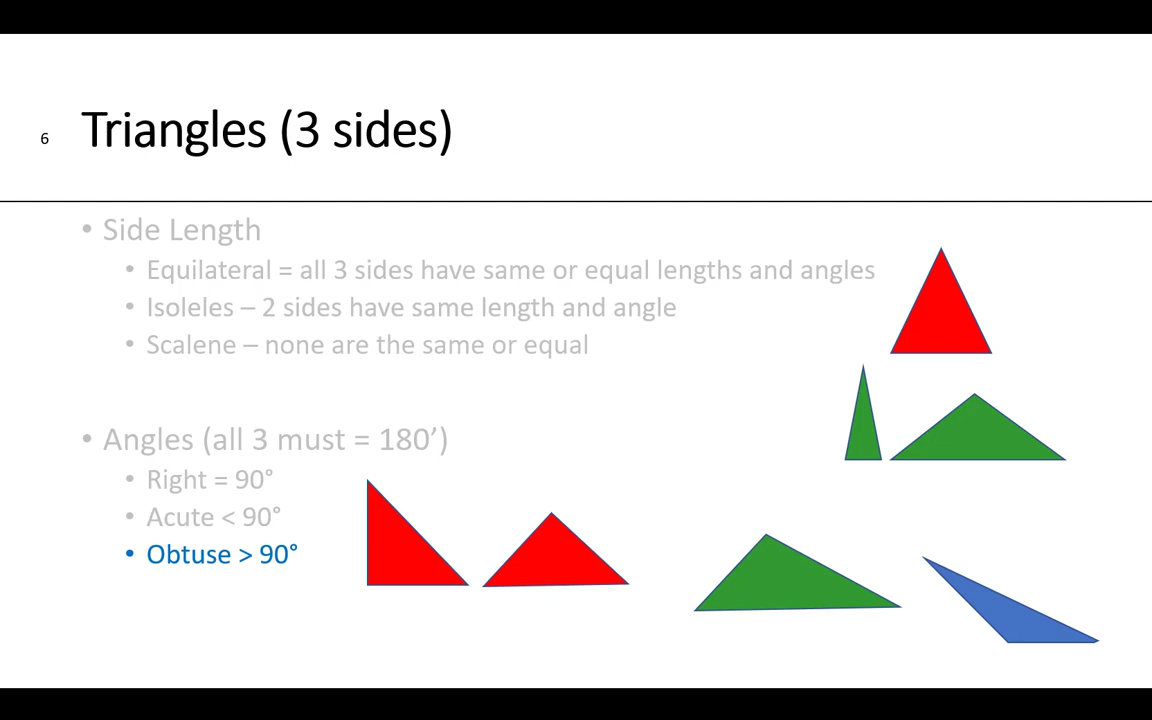 6
Triangles (3 sides)
• Side Length
• Equilateral = all 3 sides have same or equal lengths and angles
• Isoleles – 2 sides have same length and angle
• Scalene – none are the same or equal
• Angles (all 3 must = 180’)
• Right = 90°
• Acute < 90°
• Obtuse > 90°